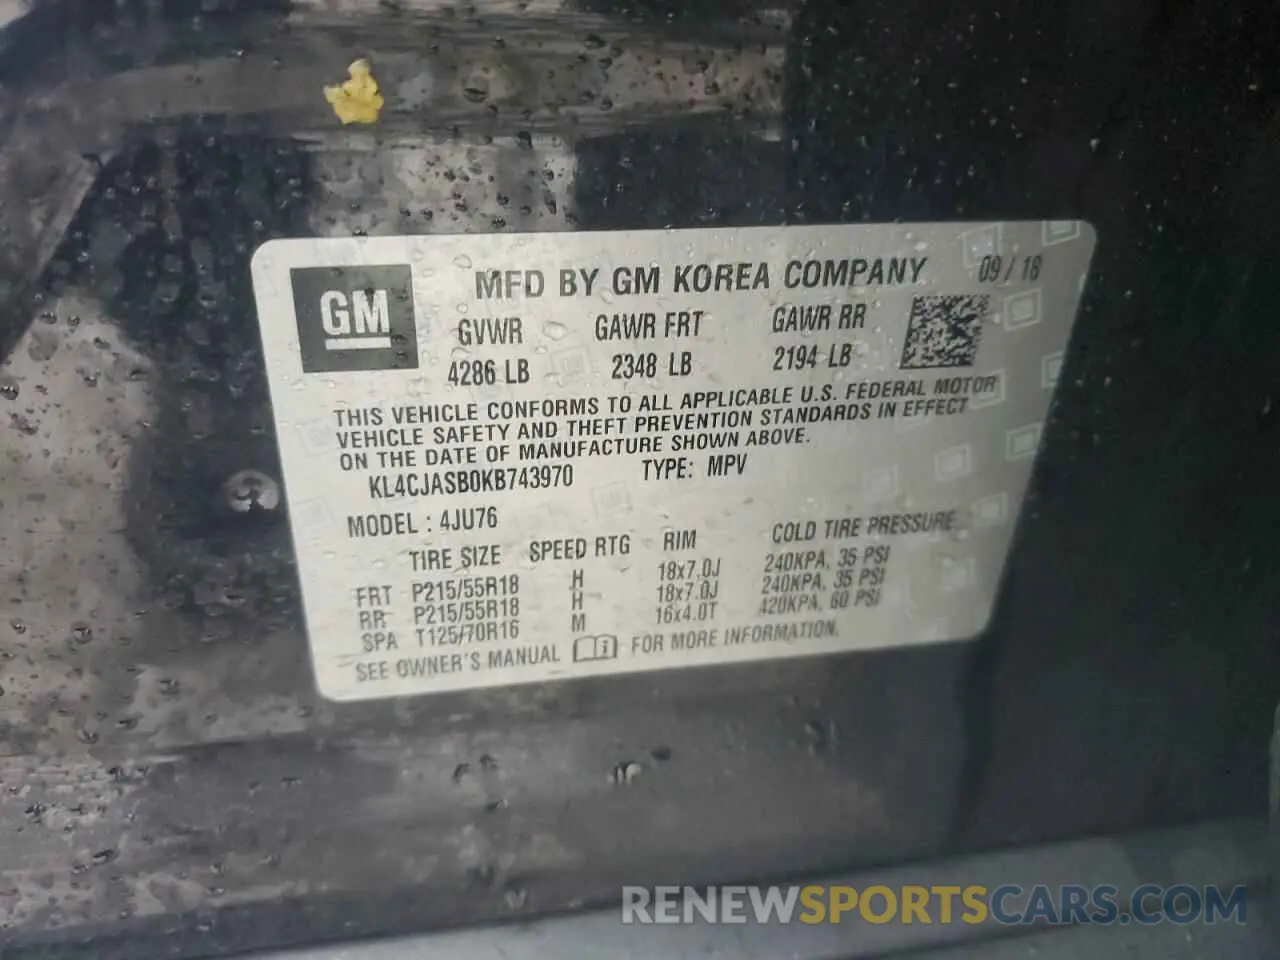 GM
MFD BY GM KOREA COMPANY 09/18
GVWR GAWR FRT GAWR RR
4286 LB 2348 LB 2194 LB
THIS VEHICLE CONFORMS TO ALL APPLICABLE U.S. FEDERAL MOTOR
VEHICLE SAFETY AND THEFT PREVENTION STANDARDS IN EFFECT
ON THE DATE OF MANUFACTURE SHOWN ABOVE.
KL4CJASB0KB743970 TYPE: MPV
MODEL : 4JU76
TIRE SIZE SPEED RTG RIM COLD TIRE PRESSURE
FRT P215/55R18 H 18x7.0J 240KPA, 35 PSI
RR P215/55R18 H 18x7.0J 240KPA, 35 PSI
SPA T125/70R16 M 16x4.0T 420KPA, 60 PSI
SEE OWNER'S MANUAL FOR MORE INFORMATION.
RENEWSPORTSCARS.COM